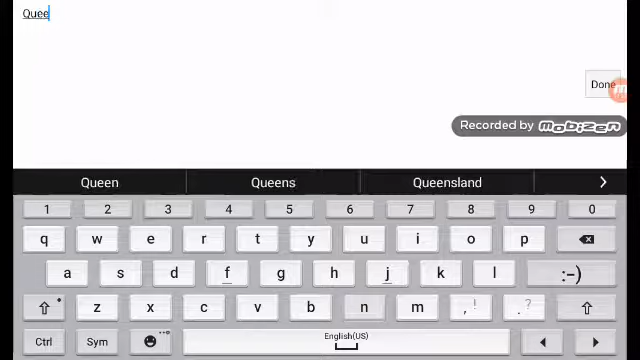 Quee
Done
Recorded by mobizen
Queen Queens Queensland >
1 2 3 4 5 6 7 8 9 0
q w e r t y u i o p
a s d f g h j k l :-)
z x c v b n m , ! . ?
Ctrl Sym English(US)